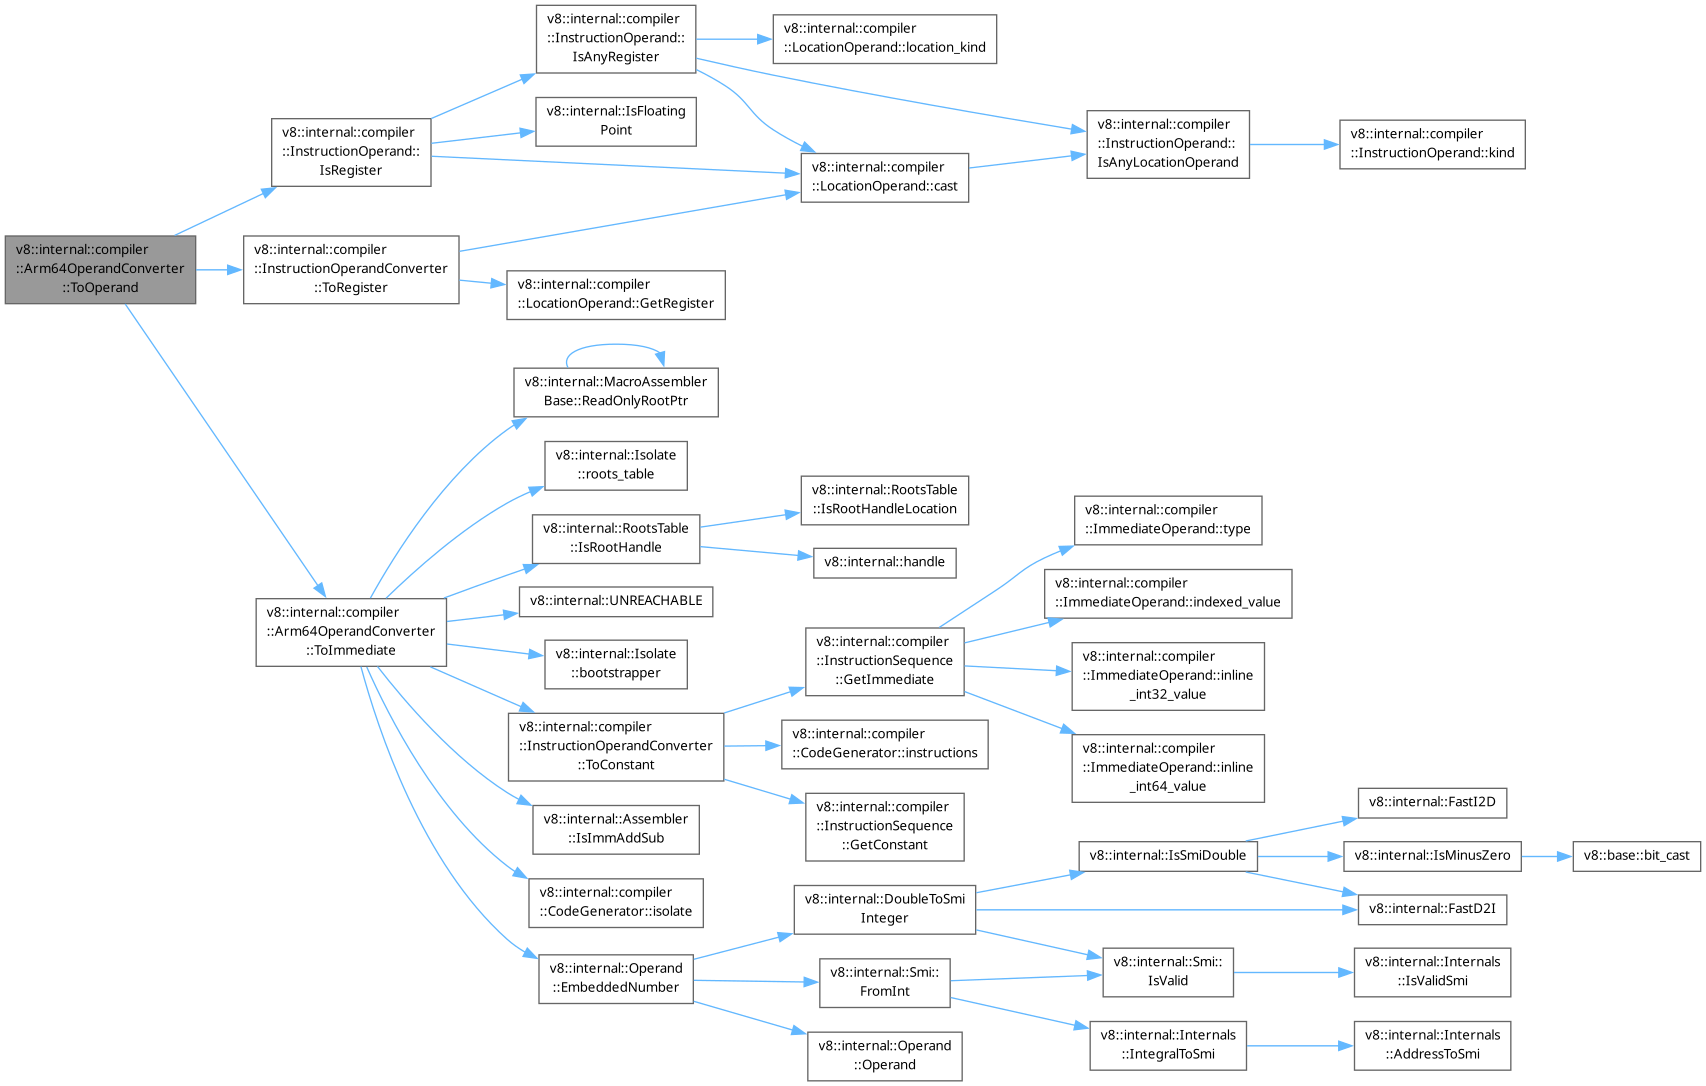 v8::internal::compiler
::Arm64OperandConverter
::ToOperand
v8::internal::compiler
::InstructionOperand::
IsRegister
v8::internal::compiler
::InstructionOperand::
IsAnyRegister
v8::internal::compiler
::LocationOperand::location_kind
v8::internal::IsFloating
Point
v8::internal::compiler
::LocationOperand::cast
v8::internal::compiler
::InstructionOperand::
IsAnyLocationOperand
v8::internal::compiler
::InstructionOperand::kind
v8::internal::compiler
::InstructionOperandConverter
::ToRegister
v8::internal::compiler
::LocationOperand::GetRegister
v8::internal::compiler
::Arm64OperandConverter
::ToImmediate
v8::internal::MacroAssembler
Base::ReadOnlyRootPtr
v8::internal::Isolate
::roots_table
v8::internal::RootsTable
::IsRootHandle
v8::internal::RootsTable
::IsRootHandleLocation
v8::internal::handle
v8::internal::UNREACHABLE
v8::internal::Isolate
::bootstrapper
v8::internal::compiler
::InstructionOperandConverter
::ToConstant
v8::internal::compiler
::InstructionSequence
::GetImmediate
v8::internal::compiler
::ImmediateOperand::type
v8::internal::compiler
::ImmediateOperand::indexed_value
v8::internal::compiler
::ImmediateOperand::inline
_int32_value
v8::internal::compiler
::ImmediateOperand::inline
_int64_value
v8::internal::compiler
::CodeGenerator::instructions
v8::internal::compiler
::InstructionSequence
::GetConstant
v8::internal::Assembler
::IsImmAddSub
v8::internal::compiler
::CodeGenerator::isolate
v8::internal::Operand
::EmbeddedNumber
v8::internal::DoubleToSmi
Integer
v8::internal::IsSmiDouble
v8::internal::FastI2D
v8::internal::IsMinusZero
v8::base::bit_cast
v8::internal::FastD2I
v8::internal::Smi::
FromInt
v8::internal::Smi::
IsValid
v8::internal::Internals
::IsValidSmi
v8::internal::Internals
::IntegralToSmi
v8::internal::Internals
::AddressToSmi
v8::internal::Operand
::Operand